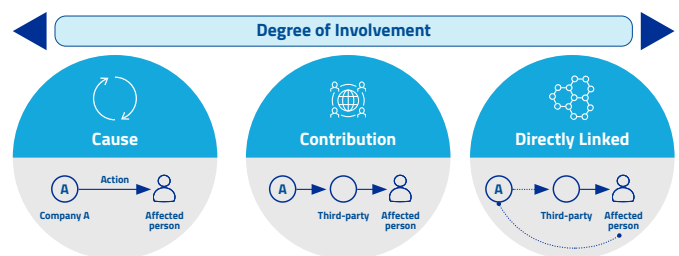 Degree of Involvement
Cause
A
Action
Company A
Affected
person
Contribution
A
Third-party
Affected
person
Directly Linked
A
Third-party
Affected
person